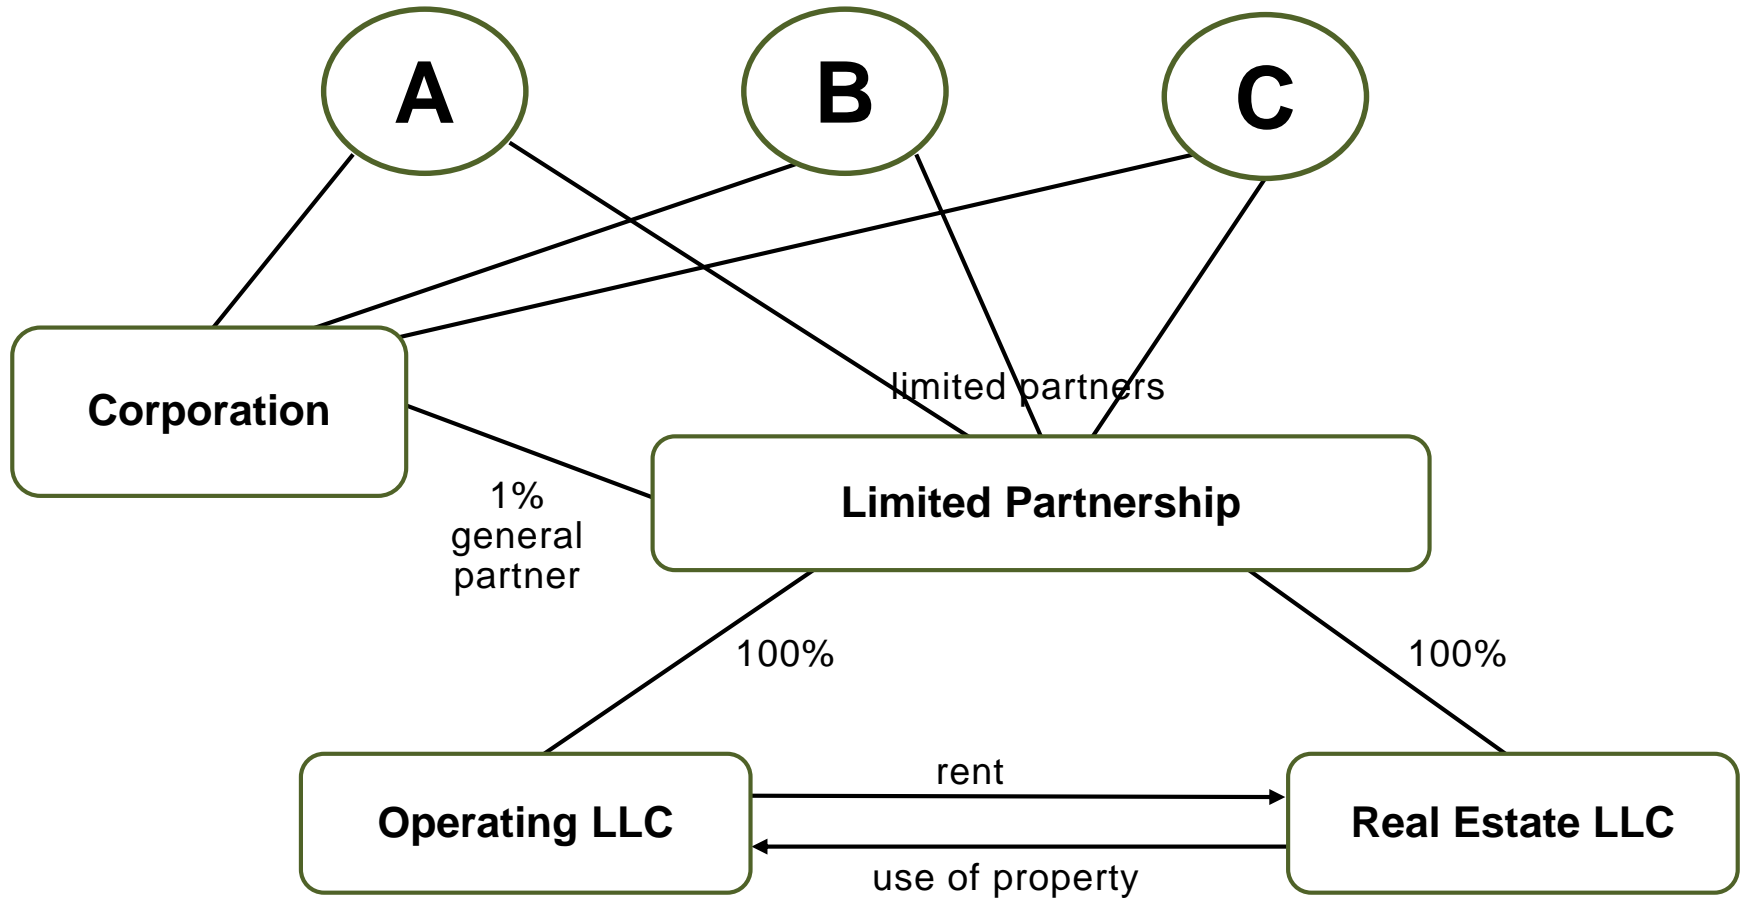 A
B
C
limited partners
Corporation
1%
general
partner
Limited Partnership
100%
100%
rent
Operating LLC
Real Estate LLC
use of property